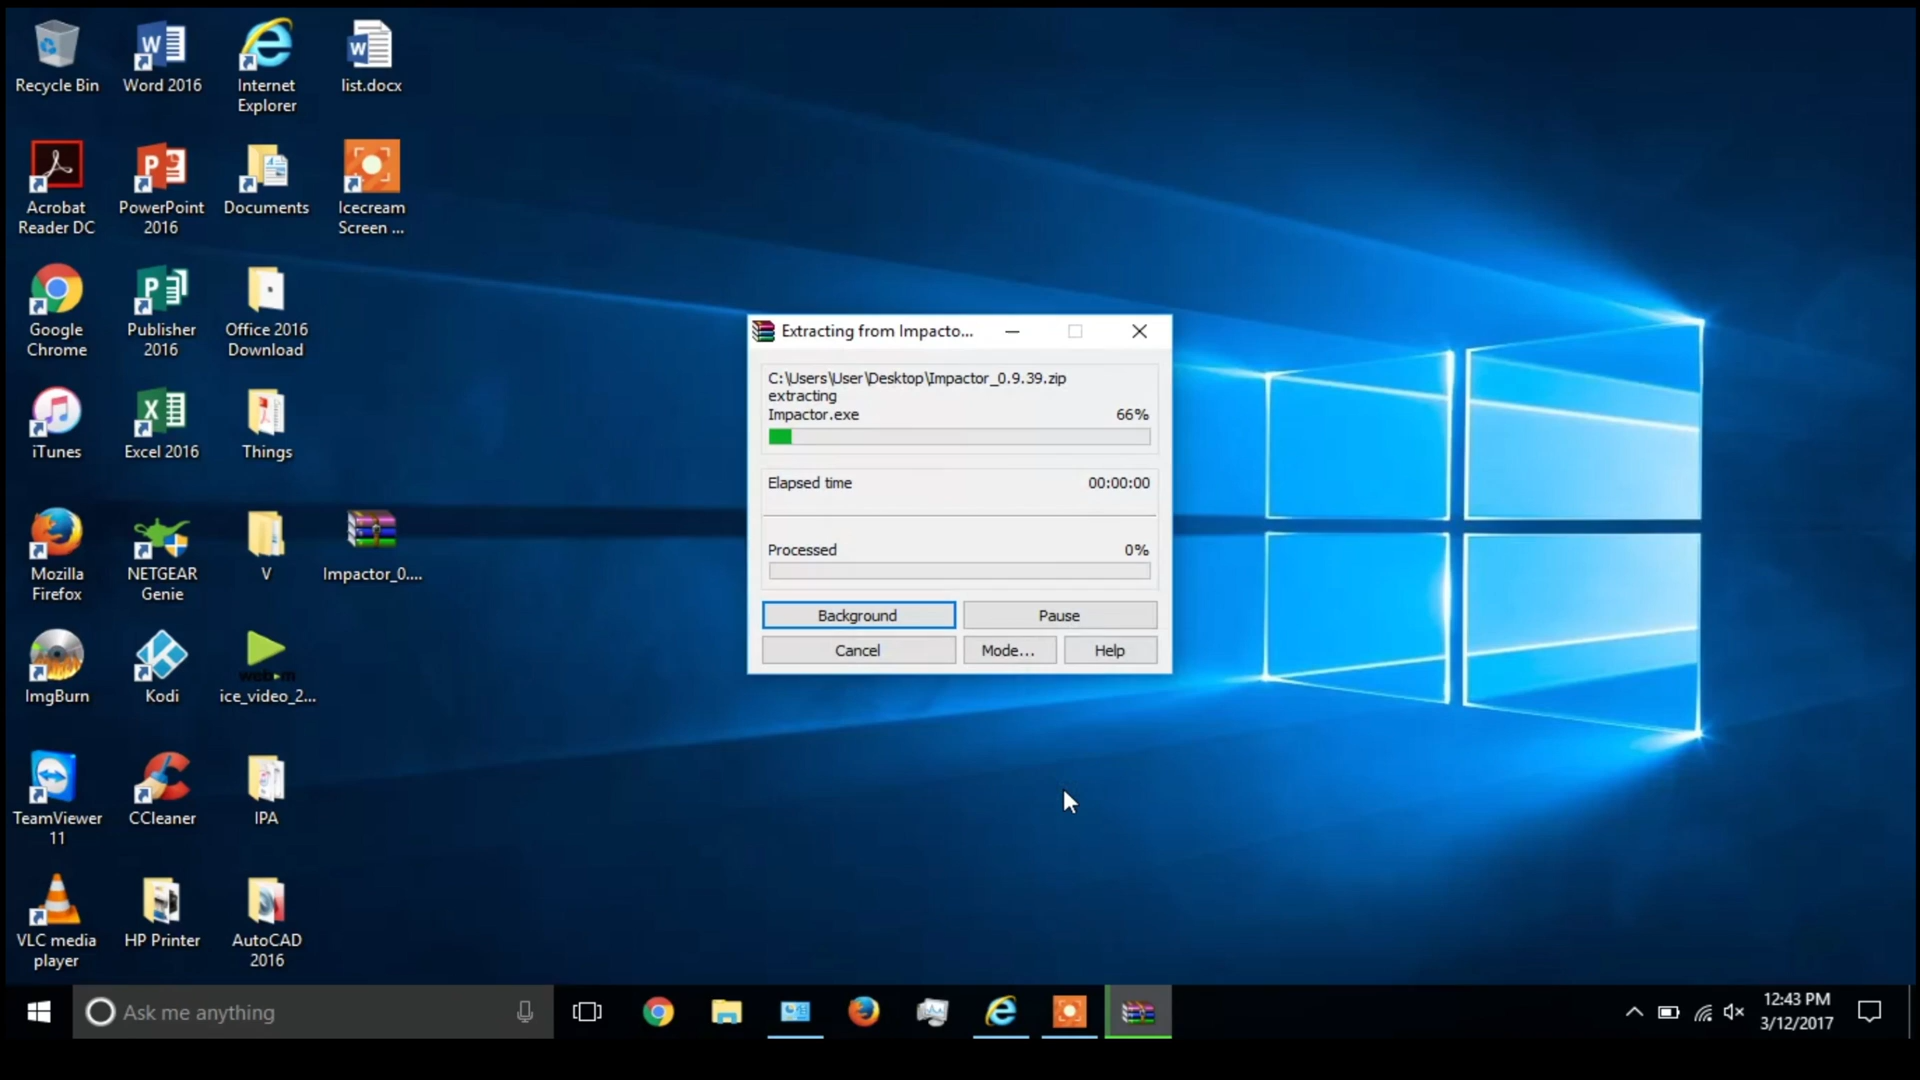 Recycle Bin
Word 2016
Internet
Explorer
list.docx
Acrobat
Reader DC
PowerPoint
2016
Documents
Icecream
Screen ...
Google
Chrome
Publisher
2016
Office 2016
Download
iTunes
Excel 2016
Things
Mozilla
Firefox
NETGEAR
Genie
V
Impactor_0....
ImgBurn
Kodi
ice_video_2...
TeamViewer
11
CCleaner
IPA
VLC media
player
HP Printer
AutoCAD
2016
Extracting from Impacto...
C:\Users\User\Desktop\Impactor_0.9.39.zip
extracting
Impactor.exe 66%
Elapsed time 00:00:00
Processed 0%
Background Pause
Cancel Mode... Help
Ask me anything
12:43 PM
3/12/2017